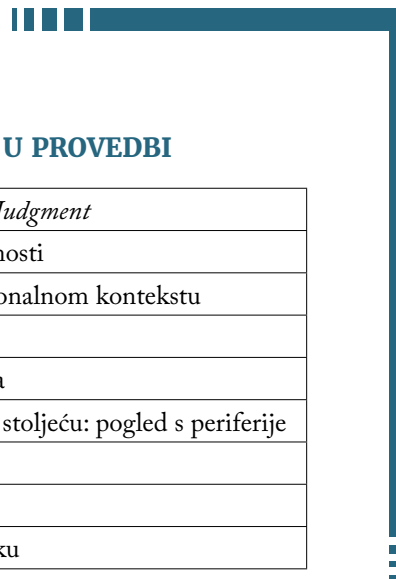 U PROVEDBI
Judgment
nosti
onalnom kontekstu
a
stoljeću: pogled s periferije
ku